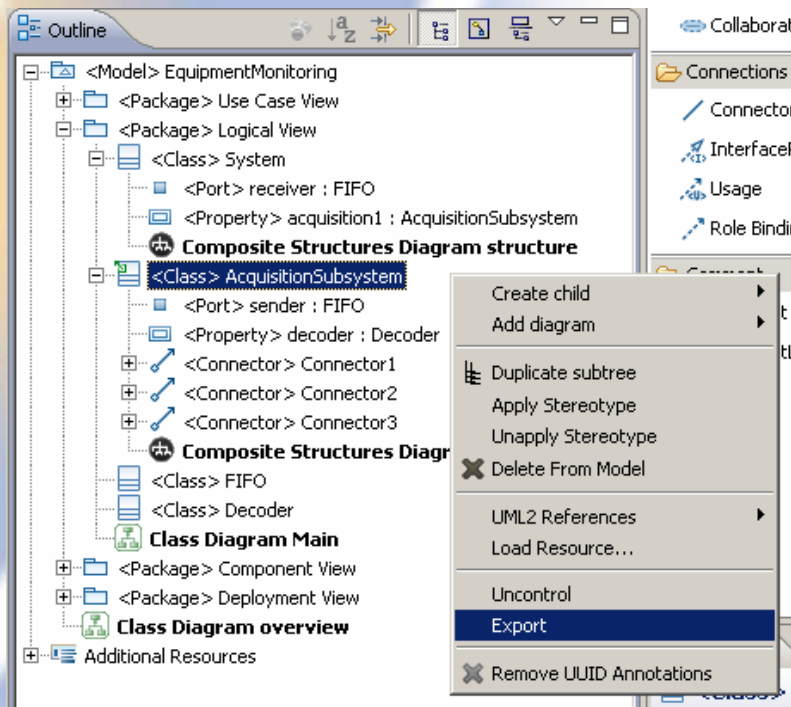 Outline
<Model> EquipmentMonitoring
<Package> Use Case View
<Package> Logical View
<Class> System
<Port> receiver : FIFO
<Property> acquisition1 : AcquisitionSubsystem
Composite Structures Diagram structure
<Class> AcquisitionSubsystem
<Port> sender : FIFO
<Property> decoder : Decoder
<Connector> Connector1
<Connector> Connector2
<Connector> Connector3
Composite Structures Diagr
<Class> FIFO
<Class> Decoder
Class Diagram Main
<Package> Component View
<Package> Deployment View
Class Diagram overview
Additional Resources
Create child
Add diagram
Duplicate subtree
Apply Stereotype
Unapply Stereotype
Delete From Model
UML2 References
Load Resource...
Uncontrol
Export
Remove UUID Annotations
Collaborat
Connections
Connector
Interface
Usage
Role Bindi